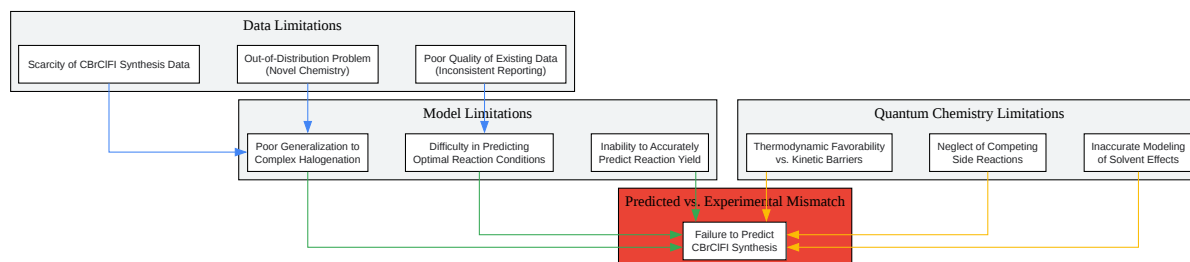 Data Limitations
Scarcity of CBrClFI Synthesis Data
Out-of-Distribution Problem
(Novel Chemistry)
Poor Quality of Existing Data
(Inconsistent Reporting)
Model Limitations
Poor Generalization to
Complex Halogenation
Difficulty in Predicting
Optimal Reaction Conditions
Inability to Accurately
Predict Reaction Yield
Quantum Chemistry Limitations
Thermodynamic Favorability
vs. Kinetic Barriers
Neglect of Competing
Side Reactions
Inaccurate Modeling
of Solvent Effects
Predicted vs. Experimental Mismatch
Failure to Predict
CBrClFI Synthesis